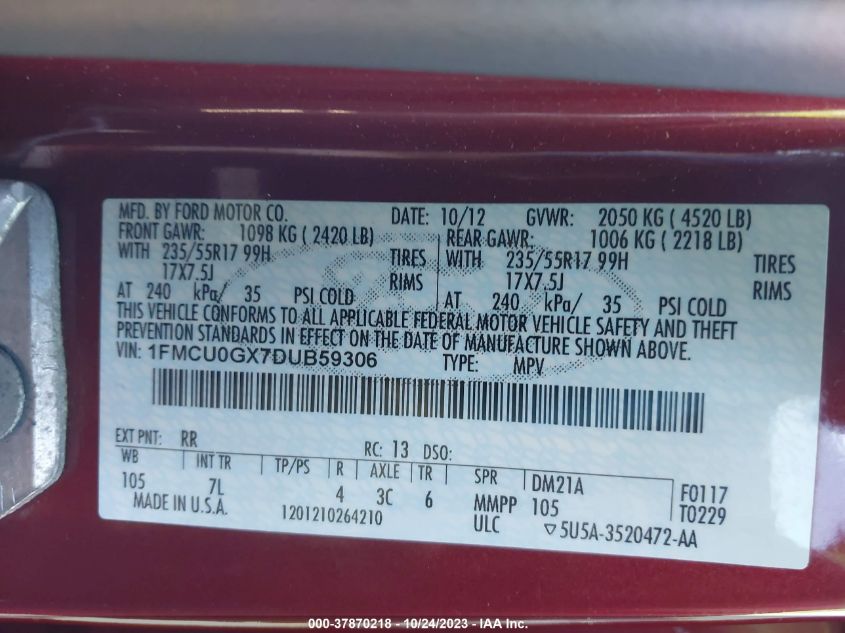 MFD. BY FORD MOTOR CO. DATE: 10/12 GVWR: 2050 KG ( 4520 LB)
FRONT GAWR: 1098 KG ( 2420 LB) REAR GAWR: 1006 KG ( 2218 LB)
WITH 235/55R17 99H TIRES WITH 235/55R17 99H TIRES
17X7.5J RIMS 17X7.5J RIMS
AT 240 kPa/ 35 PSI COLD AT 240 kPa/ 35 PSI COLD
THIS VEHICLE CONFORMS TO ALL APPLICABLE FEDERAL MOTOR VEHICLE SAFETY AND THEFT
PREVENTION STANDARDS IN EFFECT ON THE DATE OF MANUFACTURE SHOWN ABOVE.
VIN: 1FMCU0GX7DUB59306 TYPE: MPV
EXT PNT: RR RC: 13 DSO:
WB INT TR TP/PS R AXLE TR SPR DM21A F0117
105 7L 4 3C 6 MMPP 105 T0229
MADE IN U.S.A. 1201210264210 ULC ▽5U5A-3520472-AA
000-37870218 - 10/24/2023 - IAA Inc.